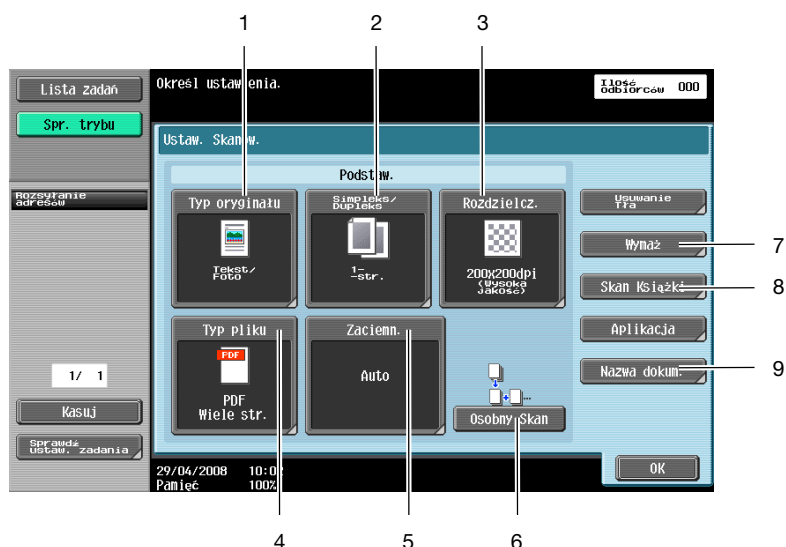 1
2
3
Lista zadań
Określ ustawienia.
Ilość
odbiorców
000
Spr. trybu
Ustaw. Skanow.
Podstaw.
Rozsyłanie
adresów
Typ oryginału
Simpleks/
Dupleks
Rozdzielcz.
Usuwanie
Tła
Wymaż
7
Tekst/
Foto
1-
-str.
200X200dpi
(Wysoka
Jakość)
Skan Książki
8
Typ pliku
Zaciemn.
Aplikacja
PDF
1/ 1
Auto
Nazwa dokum.
9
PDF
Wiele str.
Kasuj
Osobny Skan
Sprawdź
ustaw. zadania
29/04/2008 10:02
Pamięć 100%
OK
4
5
6